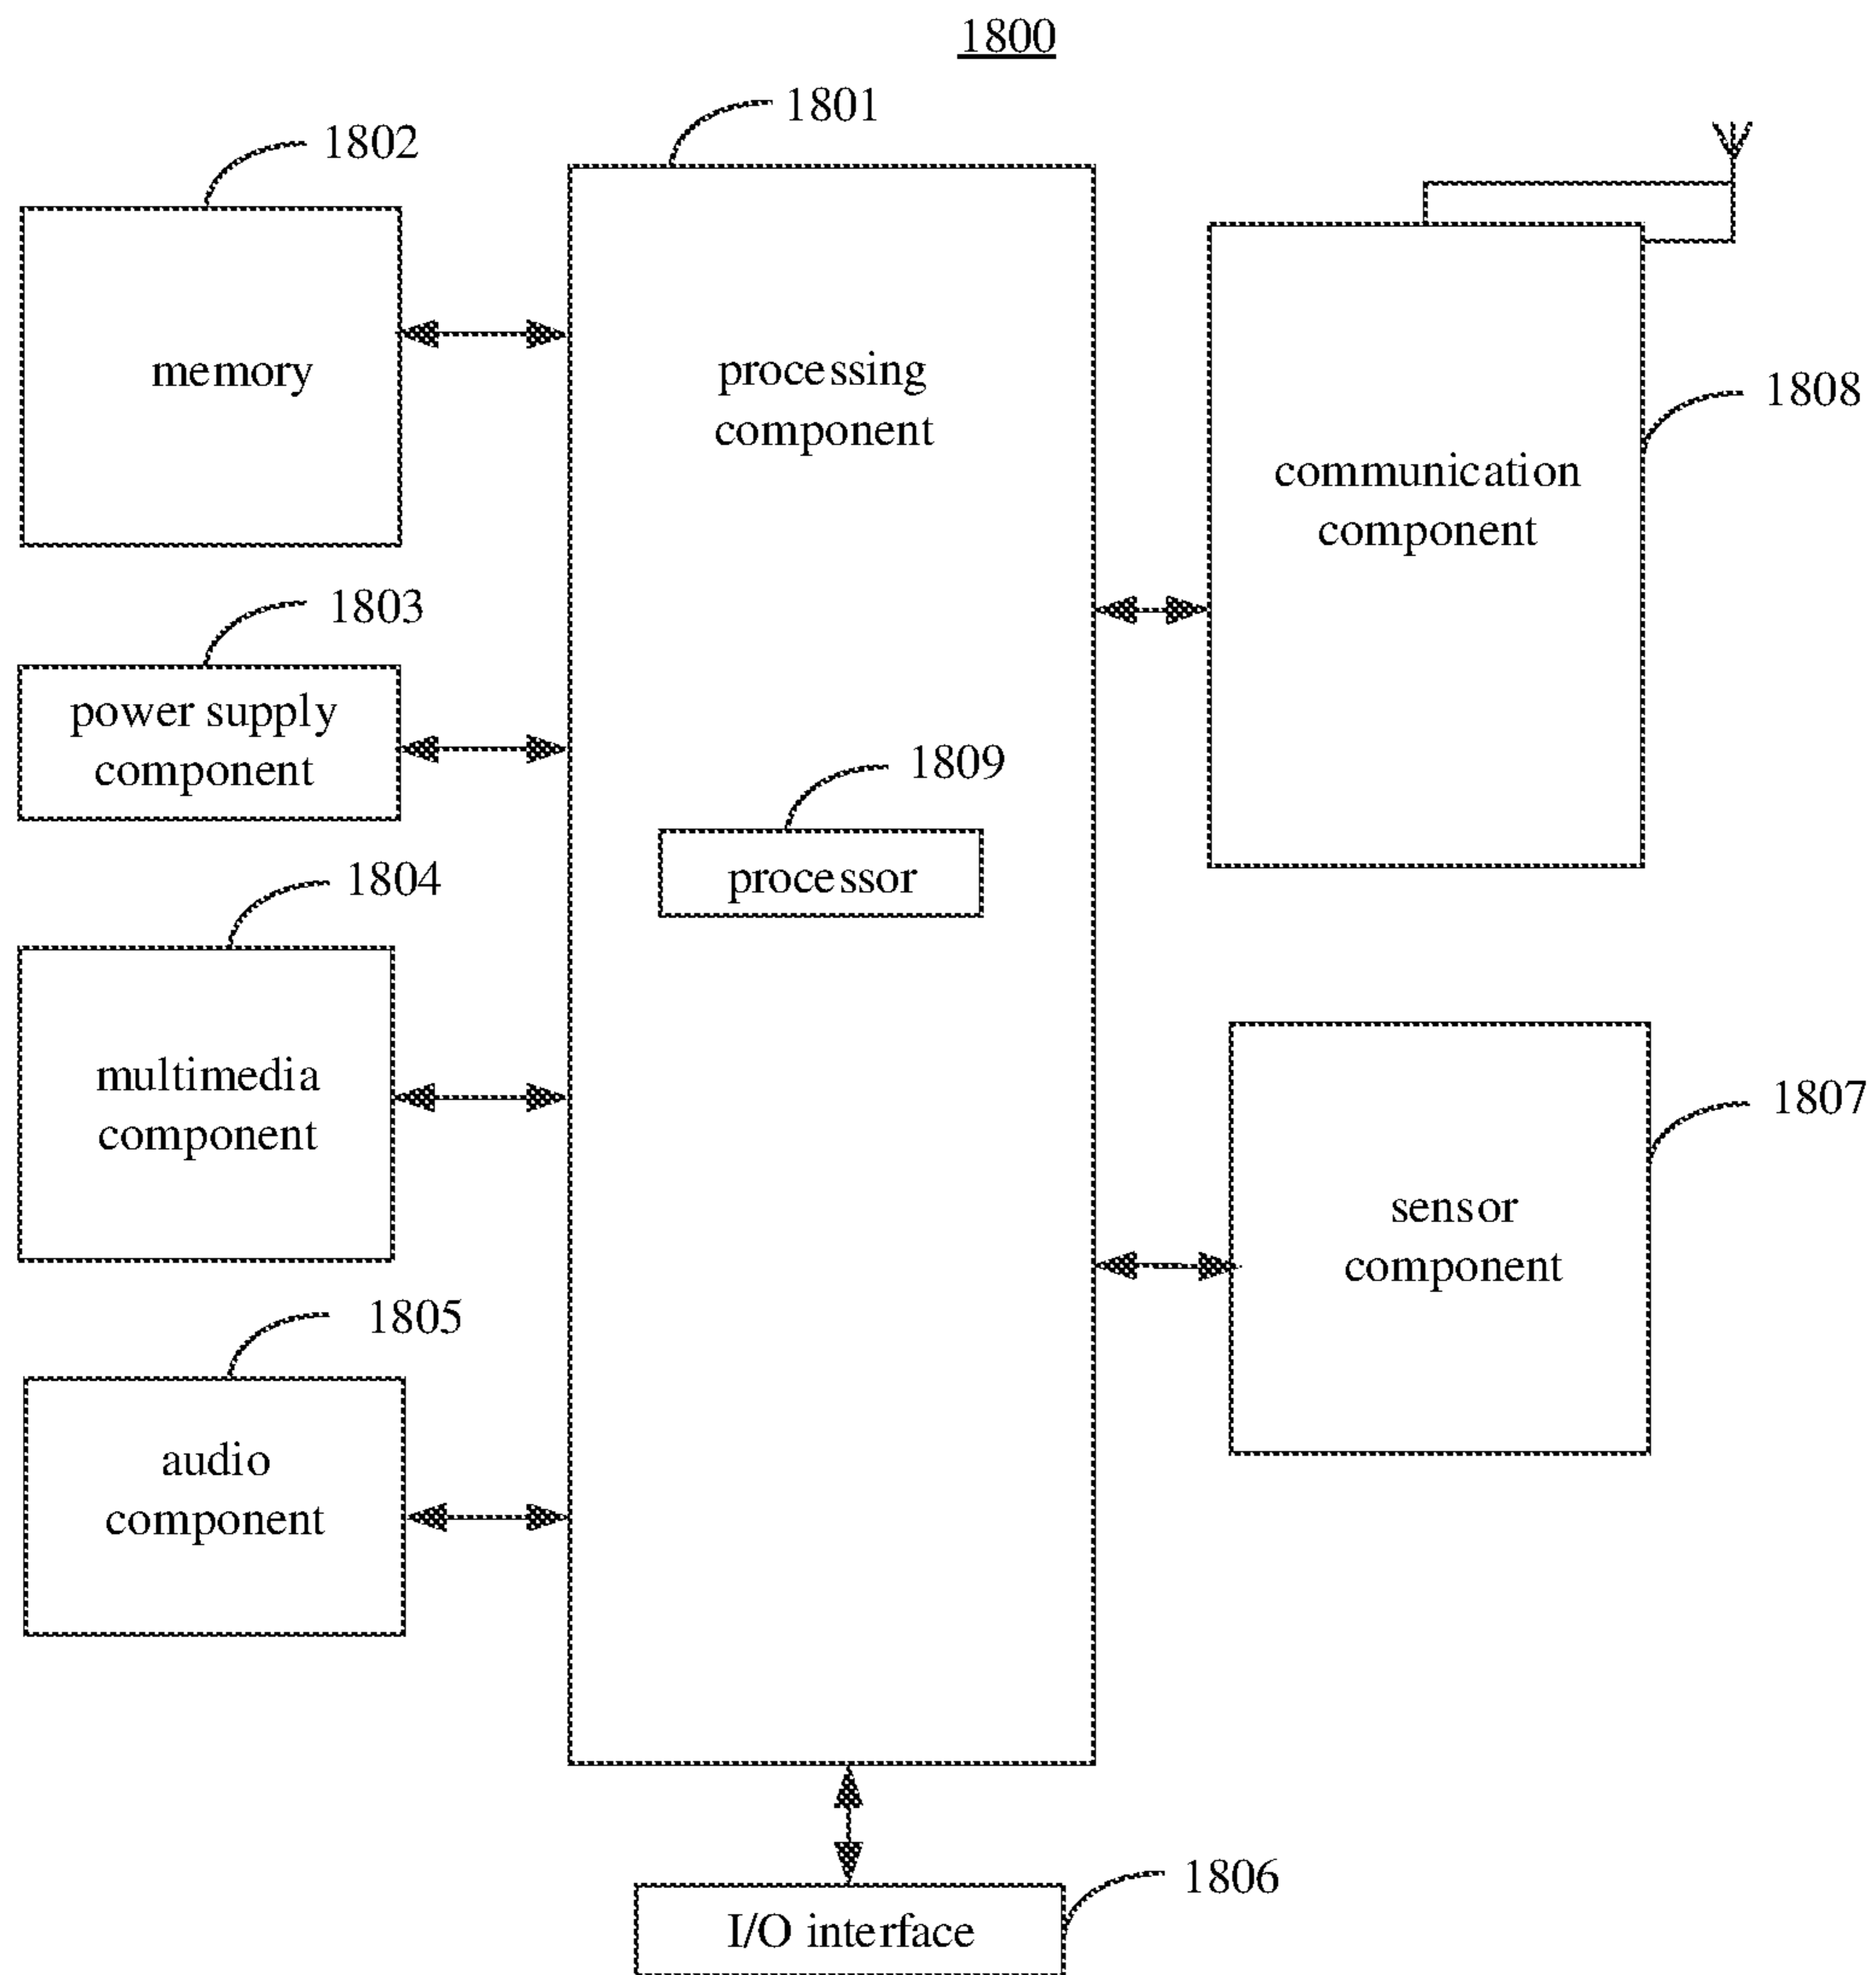 1800
1801
1802
memory
processing
component
communication
component
1808
1803
power supply
component
1809
processor
1804
multimedia
component
1807
sensor
component
1805
audio
component
1806
I/O interface